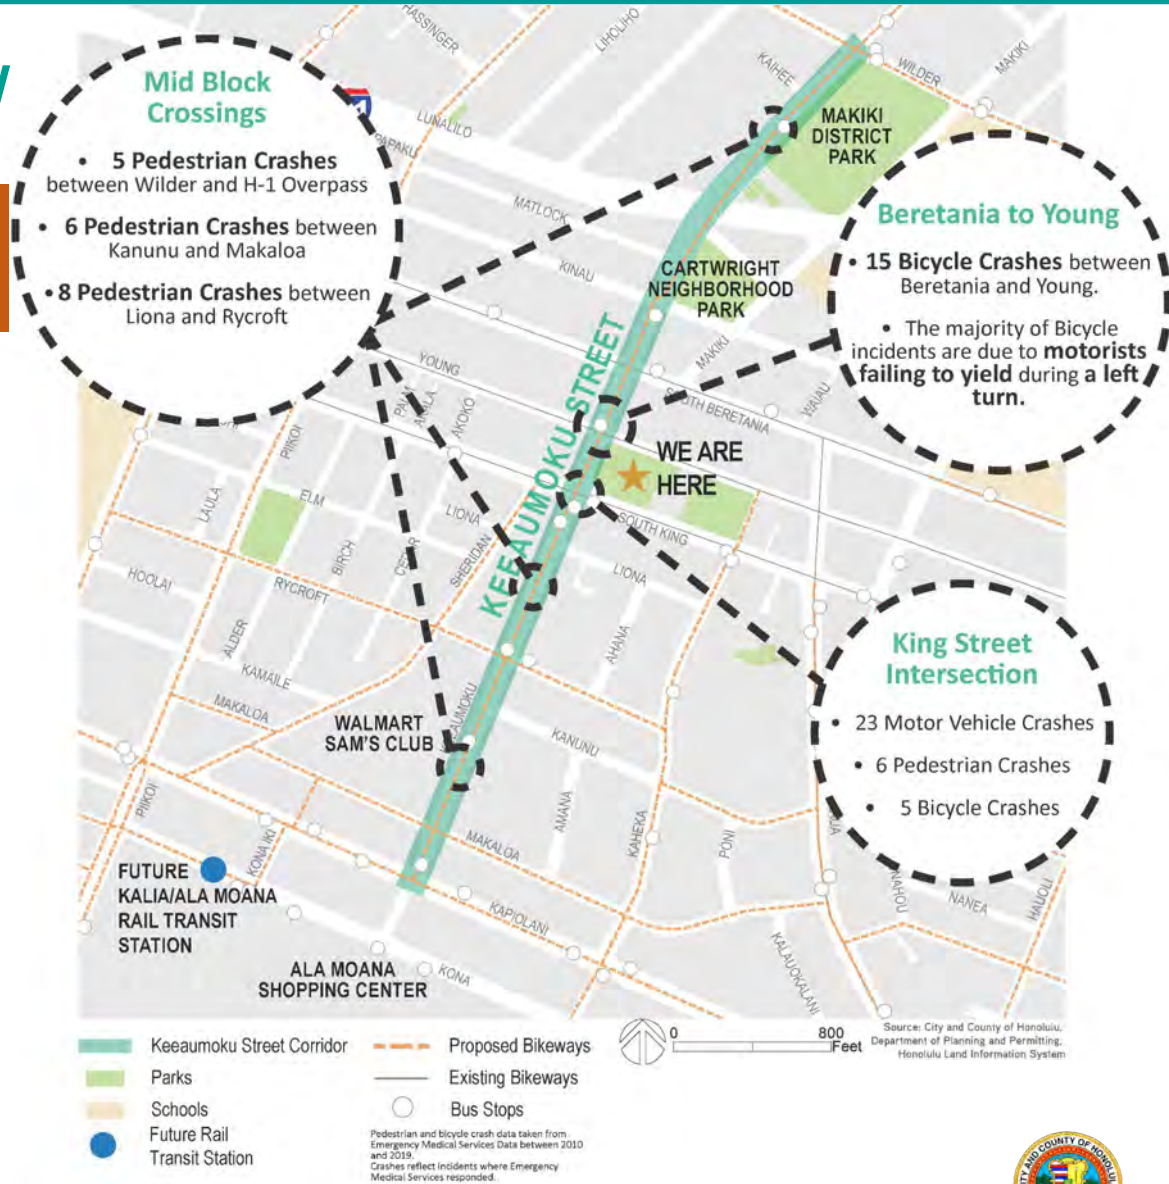 Mid Block
Crossings
• 5 Pedestrian Crashes
between Wilder and H-1 Overpass
• 6 Pedestrian Crashes between
Kanunu and Makaloa
• 8 Pedestrian Crashes between
Liona and Rycroft
Beretania to Young
• 15 Bicycle Crashes between
Beretania and Young.
• The majority of Bicycle
incidents are due to motorists
failing to yield during a left
turn.
King Street
Intersection
• 23 Motor Vehicle Crashes
• 6 Pedestrian Crashes
• 5 Bicycle Crashes
HASSINGER
LIHOLIHO
KAIHEE
WILDER
MAKIKI
LUNALILO
MAKIKI
DISTRICT
PARK
MATLOCK
KINAU
CARTWRIGHT
NEIGHBORHOOD
PARK
MAKIKI
YOUNG
SOUTH BERETANIA
WAIAU
KEEAUMOKU STREET
WE ARE
HERE
AKOKO
PIIKOI
ELM
LAULA
LIONA
SOUTH KING
BIRCH
CEDAR
SHERIDAN
LIONA
HOOLAI
RYCROFT
ALDER
AHANA
KAMAILE
MAKALOA
WALMART
SAM'S CLUB
KEEAUMOKU
KANUNU
PIIKOI
KONA IKI
MAKALOA
AMANA
KAHEKA
PONI
FUTURE
KALIA/ALA MOANA
RAIL TRANSIT
STATION
KAPIOLANI
NANEA
HAUOLI
KALAUOKALANI
ALA MOANA
SHOPPING CENTER
KONA
Keeaumoku Street Corridor
Parks
Schools
Future Rail
Transit Station
Proposed Bikeways
Existing Bikeways
Bus Stops
Pedestrian and bicycle crash data taken from
Emergency Medical Services Data between 2010
and 2019.
Crashes reflect incidents where Emergency
Medical Services responded.
0 800
Feet
Source: City and County of Honolulu,
Department of Planning and Permitting,
Honolulu Land Information System
CITY AND COUNTY OF HONOLULU